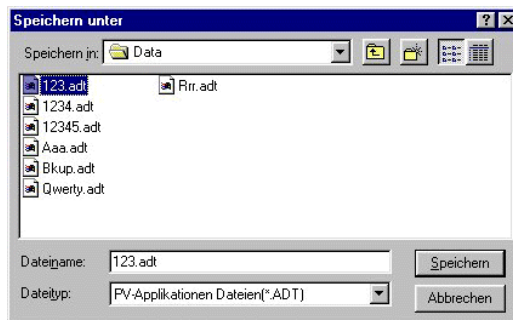 Speichern unter
Speichern in: Data
123.adt Rrr.adt
1234.adt
12345.adt
Aaa.adt
Bkup.adt
Qwerty.adt
Dateiname: 123.adt Speichern
Dateityp: PV-Applikationen Dateien(*.ADT) Abbrechen